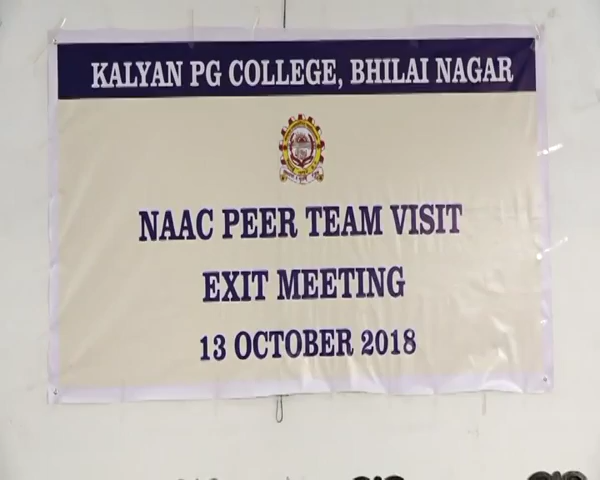 KALYAN PG COLLEGE, BHILAI NAGAR
NAAC PEER TEAM VISIT
EXIT MEETING
13 OCTOBER 2018